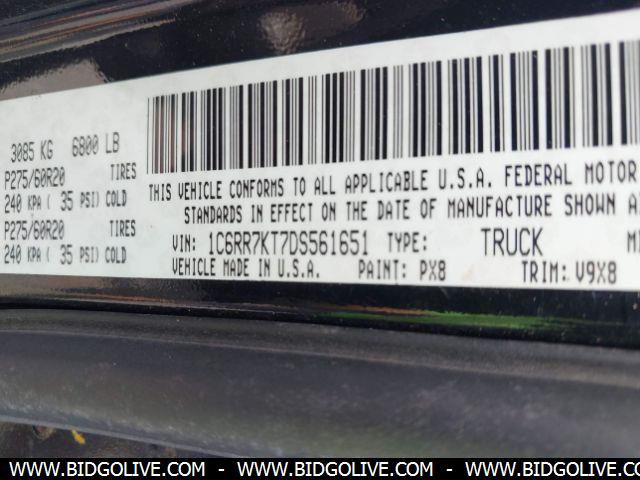 3085 KG 6800 LB
P275/60R20 TIRES
240 KPA ( 35 PSI) COLD
P275/60R20 TIRES
240 KPA ( 35 PSI) COLD
THIS VEHICLE CONFORMS TO ALL APPLICABLE U.S.A. FEDERAL MOTOR
STANDARDS IN EFFECT ON THE DATE OF MANUFACTURE SHOWN A
VIN: 1C6RR7KT7DS561651 TYPE: TRUCK
VEHICLE MADE IN U.S.A. PAINT: PX8 TRIM: V9X8
WWW.BIDGOLIVE.COM - WWW.BIDGOLIVE.COM - WWW.BIDGOLIVE.COM